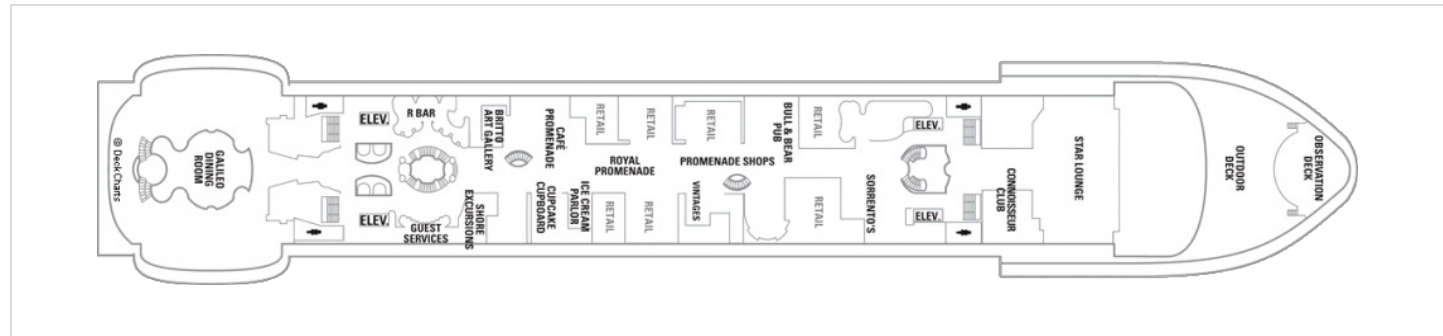 @ DeckCharts
GALILEO
DINING
ROOM
ELEV.
ELEV.
R BAR
GUEST
SERVICES
BRITTO
ART GALLERY
SHORE
EXCURSIONS
CAFÉ
PROMENADE
CUPCAKE
CUPBOARD
ICE CREAM
PARLOR
RETAIL
RETAIL
RETAIL
RETAIL
ROYAL
PROMENADE
PROMENADE SHOPS
RETAIL
VINTAGES
BULL & BEAR
PUB
RETAIL
RETAIL
SORRENTO'S
ELEV.
ELEV.
CONNOISSEUR
CLUB
STAR LOUNGE
OUTDOOR
DECK
OBSERVATION
DECK